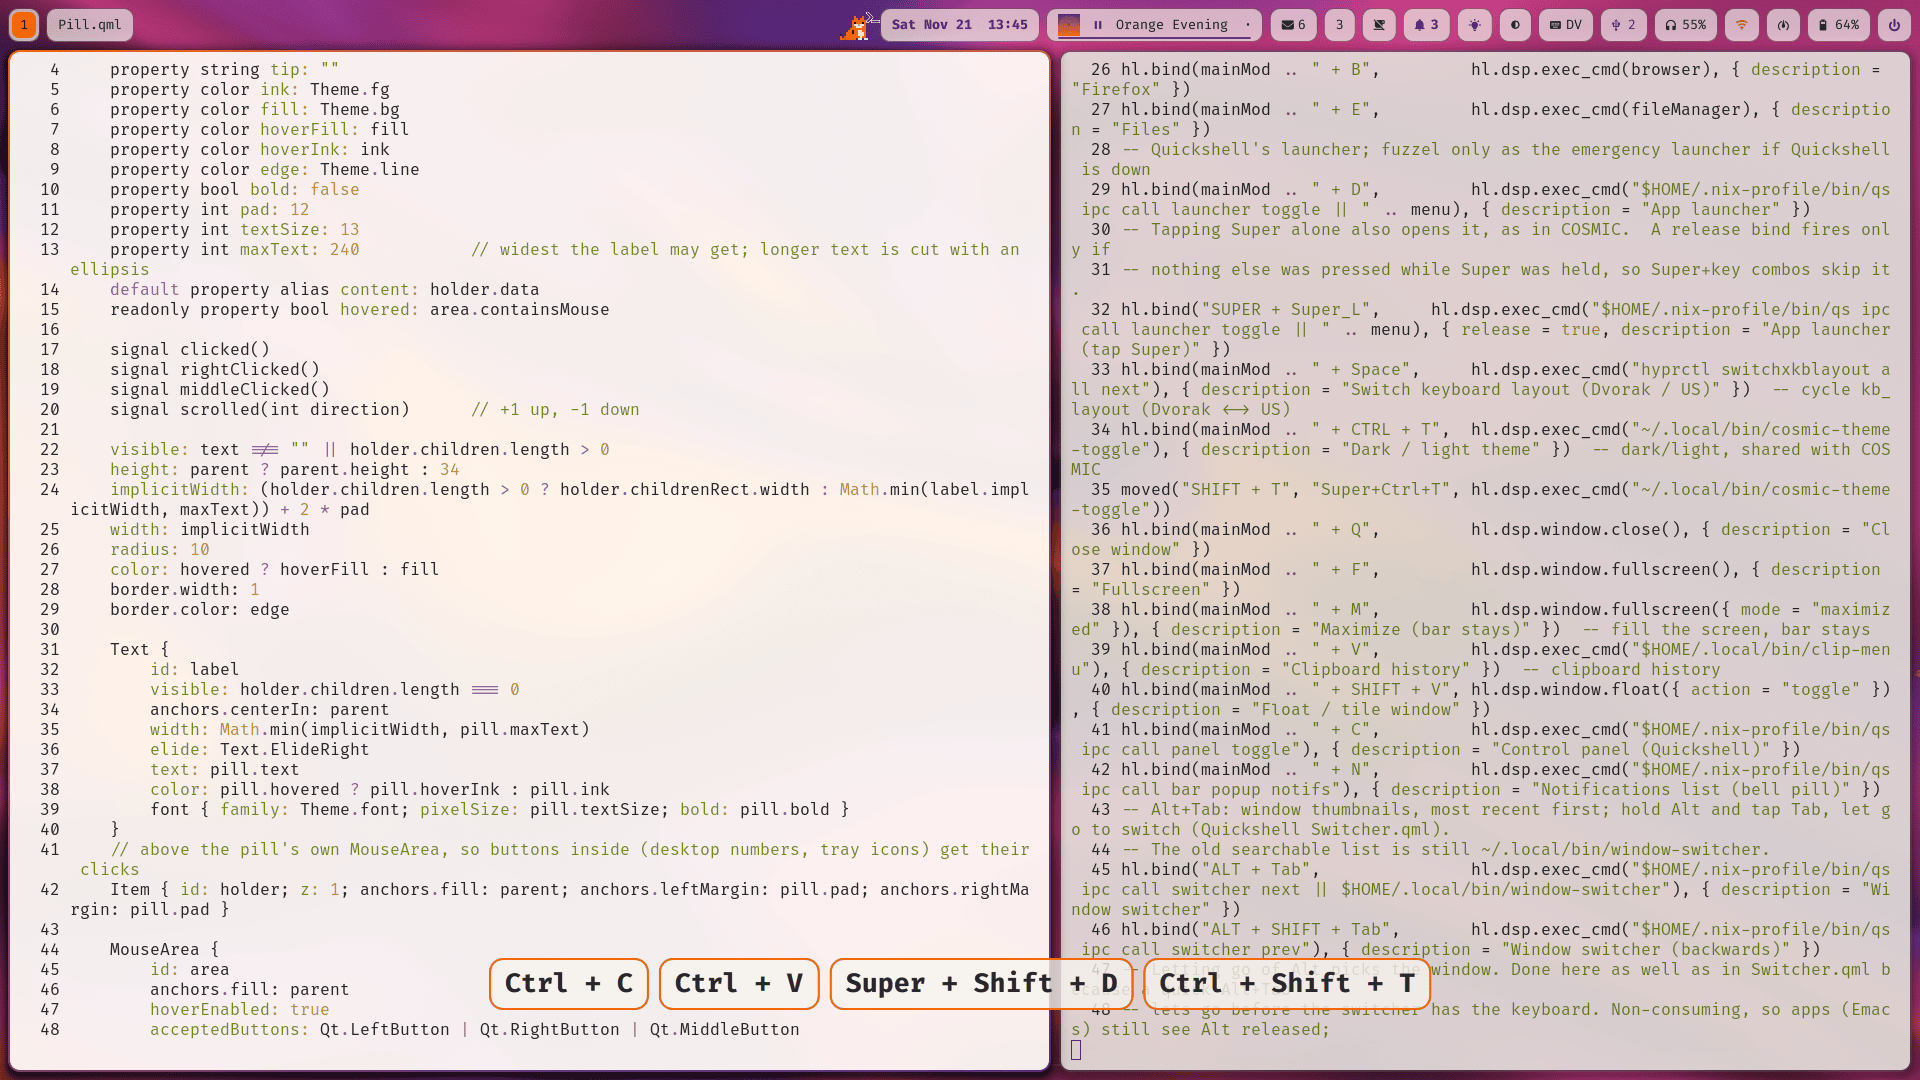 1 Pill.qml Sat Nov 21 13:45 Orange Evening · 6 3 3 DV 2 55% 64%
4 property string tip: ""
5 property color ink: Theme.fg
6 property color fill: Theme.bg
7 property color hoverFill: fill
8 property color hoverInk: ink
9 property color edge: Theme.line
10 property bool bold: false
11 property int pad: 12
12 property int textSize: 13
13 property int maxText: 240 // widest the label may get; longer text is cut with an
ellipsis
14 default property alias content: holder.data
15 readonly property bool hovered: area.containsMouse
16
17 signal clicked()
18 signal rightClicked()
19 signal middleClicked()
20 signal scrolled(int direction) // +1 up, -1 down
21
22 visible: text !== "" || holder.children.length > 0
23 height: parent ? parent.height : 34
24 implicitWidth: (holder.children.length > 0 ? holder.childrenRect.width : Math.min(label.impl
icitWidth, maxText)) + 2 * pad
25 width: implicitWidth
26 radius: 10
27 color: hovered ? hoverFill : fill
28 border.width: 1
29 border.color: edge
30
31 Text {
32 id: label
33 visible: holder.children.length === 0
34 anchors.centerIn: parent
35 width: Math.min(implicitWidth, pill.maxText)
36 elide: Text.ElideRight
37 text: pill.text
38 color: pill.hovered ? pill.hoverInk : pill.ink
39 font { family: Theme.font; pixelSize: pill.textSize; bold: pill.bold }
40 }
41 // above the pill's own MouseArea, so buttons inside (desktop numbers, tray icons) get their
clicks
42 Item { id: holder; z: 1; anchors.fill: parent; anchors.leftMargin: pill.pad; anchors.rightMa
rgin: pill.pad }
43
44 MouseArea {
45 id: area
46 anchors.fill: parent
47 hoverEnabled: true
48 acceptedButtons: Qt.LeftButton | Qt.RightButton | Qt.MiddleButton
26 hl.bind(mainMod .. " + B", hl.dsp.exec_cmd(browser), { description =
"Firefox" })
27 hl.bind(mainMod .. " + E", hl.dsp.exec_cmd(fileManager), { descriptio
n = "Files" })
28 -- Quickshell's launcher; fuzzel only as the emergency launcher if Quickshell
is down
29 hl.bind(mainMod .. " + D", hl.dsp.exec_cmd("$HOME/.nix-profile/bin/qs
ipc call launcher toggle || " .. menu), { description = "App launcher" })
30 -- Tapping Super alone also opens it, as in COSMIC. A release bind fires onl
y if
31 -- nothing else was pressed while Super was held, so Super+key combos skip it
.
32 hl.bind("SUPER + Super_L", hl.dsp.exec_cmd("$HOME/.nix-profile/bin/qs ipc
call launcher toggle || " .. menu), { release = true, description = "App launcher
(tap Super)" })
33 hl.bind(mainMod .. " + Space", hl.dsp.exec_cmd("hyprctl switchxkblayout a
ll next"), { description = "Switch keyboard layout (Dvorak / US)" }) -- cycle kb_
layout (Dvorak <-> US)
34 hl.bind(mainMod .. " + CTRL + T", hl.dsp.exec_cmd("~/.local/bin/cosmic-theme
-toggle"), { description = "Dark / light theme" }) -- dark/light, shared with COS
MIC
35 moved("SHIFT + T", "Super+Ctrl+T", hl.dsp.exec_cmd("~/.local/bin/cosmic-theme
-toggle"))
36 hl.bind(mainMod .. " + Q", hl.dsp.window.close(), { description = "Cl
ose window" })
37 hl.bind(mainMod .. " + F", hl.dsp.window.fullscreen(), { description
= "Fullscreen" })
38 hl.bind(mainMod .. " + M", hl.dsp.window.fullscreen({ mode = "maximiz
ed" }), { description = "Maximize (bar stays)" }) -- fill the screen, bar stays
39 hl.bind(mainMod .. " + V", hl.dsp.exec_cmd("$HOME/.local/bin/clip-men
u"), { description = "Clipboard history" }) -- clipboard history
40 hl.bind(mainMod .. " + SHIFT + V", hl.dsp.window.float({ action = "toggle" })
, { description = "Float / tile window" })
41 hl.bind(mainMod .. " + C", hl.dsp.exec_cmd("$HOME/.nix-profile/bin/qs
ipc call panel toggle"), { description = "Control panel (Quickshell)" })
42 hl.bind(mainMod .. " + N", hl.dsp.exec_cmd("$HOME/.nix-profile/bin/qs
ipc call bar popup notifs"), { description = "Notifications list (bell pill)" })
43 -- Alt+Tab: window thumbnails, most recent first; hold Alt and tap Tab, let g
o to switch (Quickshell Switcher.qml).
44 -- The old searchable list is still ~/.local/bin/window-switcher.
45 hl.bind("ALT + Tab", hl.dsp.exec_cmd("$HOME/.nix-profile/bin/qs
ipc call switcher next || $HOME/.local/bin/window-switcher"), { description = "Wi
ndow switcher" })
46 hl.bind("ALT + SHIFT + Tab", hl.dsp.exec_cmd("$HOME/.nix-profile/bin/qs
ipc call switcher prev"), { description = "Window switcher (backwards)" })
47 -- Letting go of Alt picks the window. Done here as well as in Switcher.qml b
48 -- lets go before the switcher has the keyboard. Non-consuming, so apps (Emac
s) still see Alt released;
Ctrl + C Ctrl + V Super + Shift + D Ctrl + Shift + T